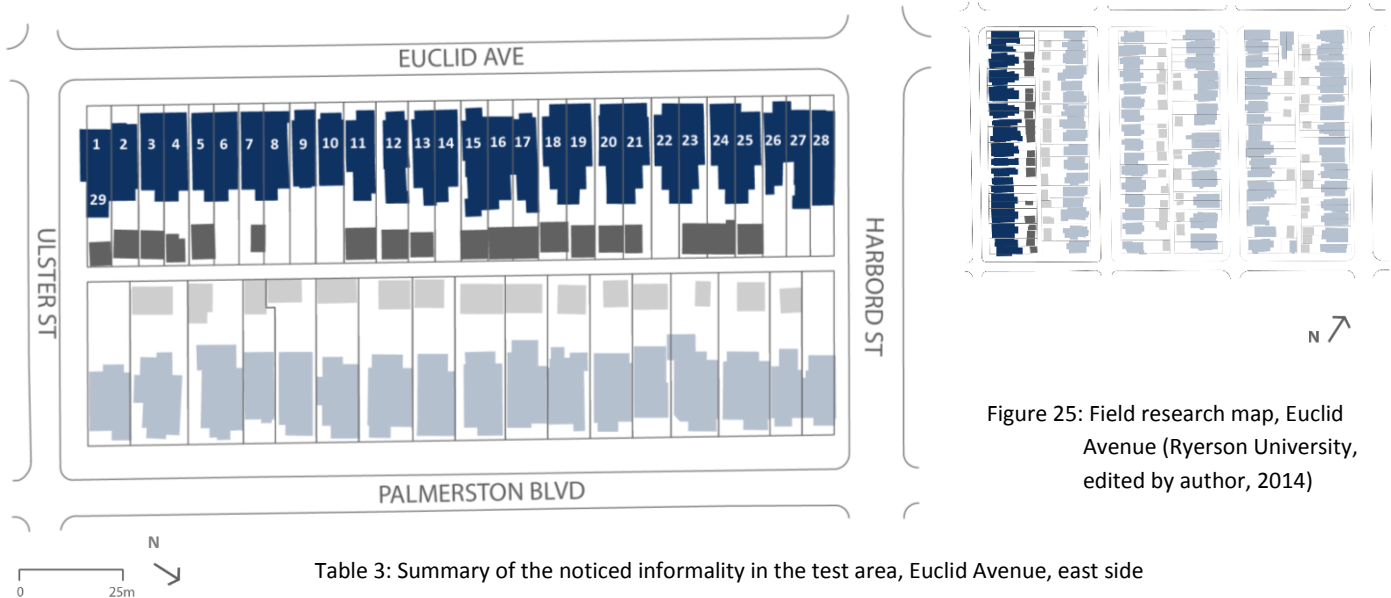 EUCLID AVE
1 2 3 4 5 6 7 8 9 10 11 12 13 14 15 16 17 18 19 20 21 22 23 24 25 26 27 28
29
ULSTER ST
HARBORD ST
PALMERSTON BLVD
N
0 25m
N
Figure 25: Field research map, Euclid
Avenue (Ryerson University,
edited by author, 2014)
Table 3: Summary of the noticed informality in the test area, Euclid Avenue, east side